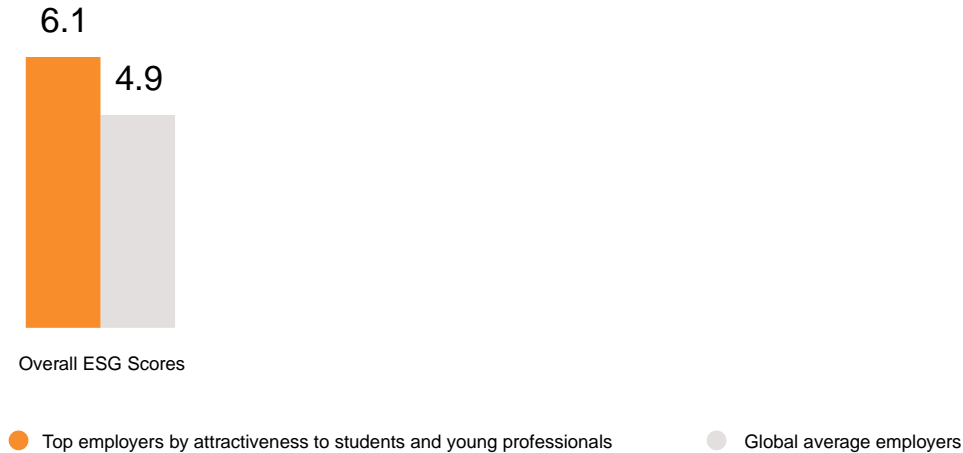 6.1
4.9
Overall ESG Scores
Top employers by attractiveness to students and young professionals
Global average employers